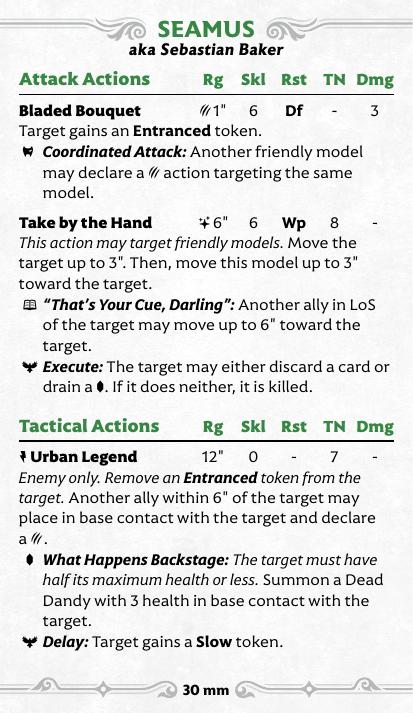 SEAMUS
aka Sebastian Baker
Attack Actions Rg Skl Rst TN Dmg
Bladed Bouquet 1" 6 Df - 3
Target gains an Entranced token.
Coordinated Attack: Another friendly model
may declare a action targeting the same
model.
Take by the Hand 6" 6 Wp 8 -
This action may target friendly models. Move the
target up to 3". Then, move this model up to 3"
toward the target.
“That’s Your Cue, Darling”: Another ally in LoS
of the target may move up to 6" toward the
target.
Execute: The target may either discard a card or
drain a . If it does neither, it is killed.
Tactical Actions Rg Skl Rst TN Dmg
Urban Legend 12" 0 - 7 -
Enemy only. Remove an Entranced token from the
target. Another ally within 6" of the target may
place in base contact with the target and declare
a .
What Happens Backstage: The target must have
half its maximum health or less. Summon a Dead
Dandy with 3 health in base contact with the
target.
Delay: Target gains a Slow token.
30 mm